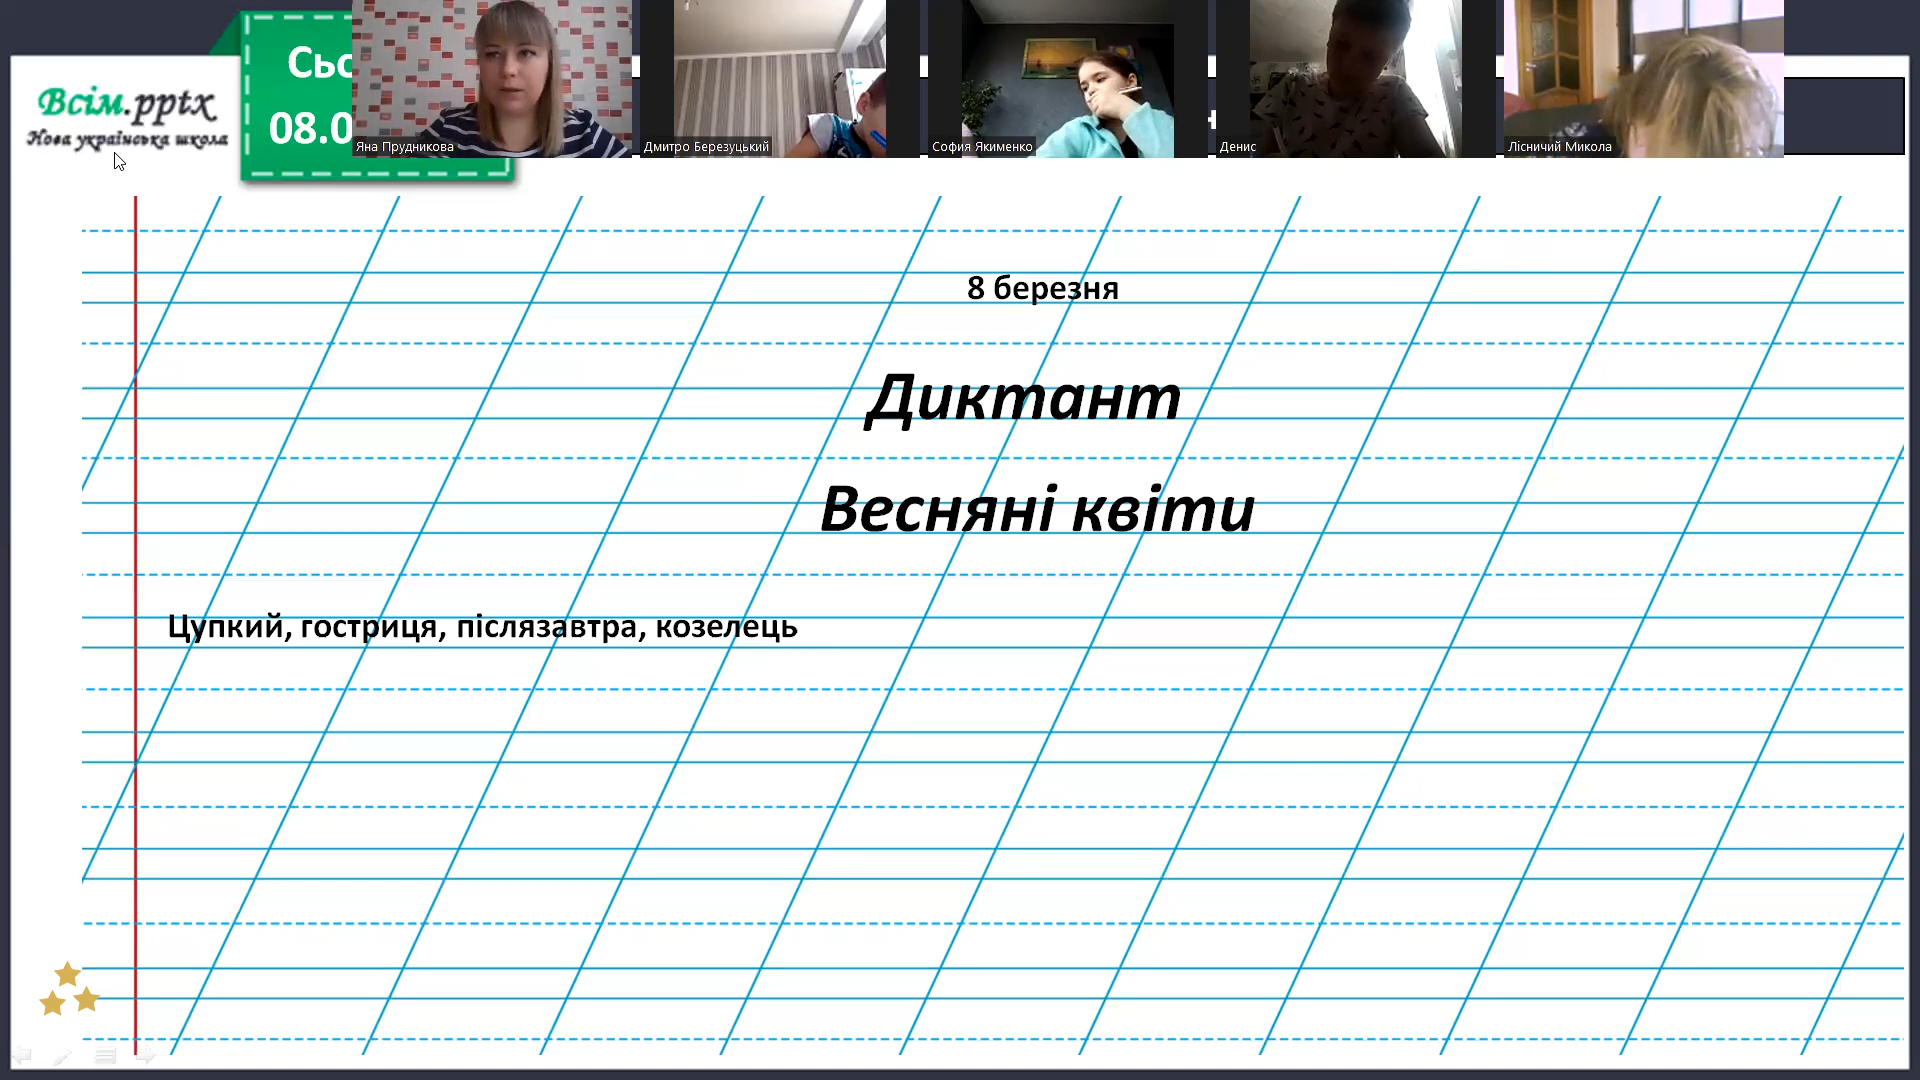 Всім.pptx
Нова українська школа
08.0
Яна Прудникова
Дмитро Березуцький
София Якименко
Денис
Лісничий Микола
8 березня
Диктант
Весняні квіти
Цупкий, гостриця, післязавтра, козелець